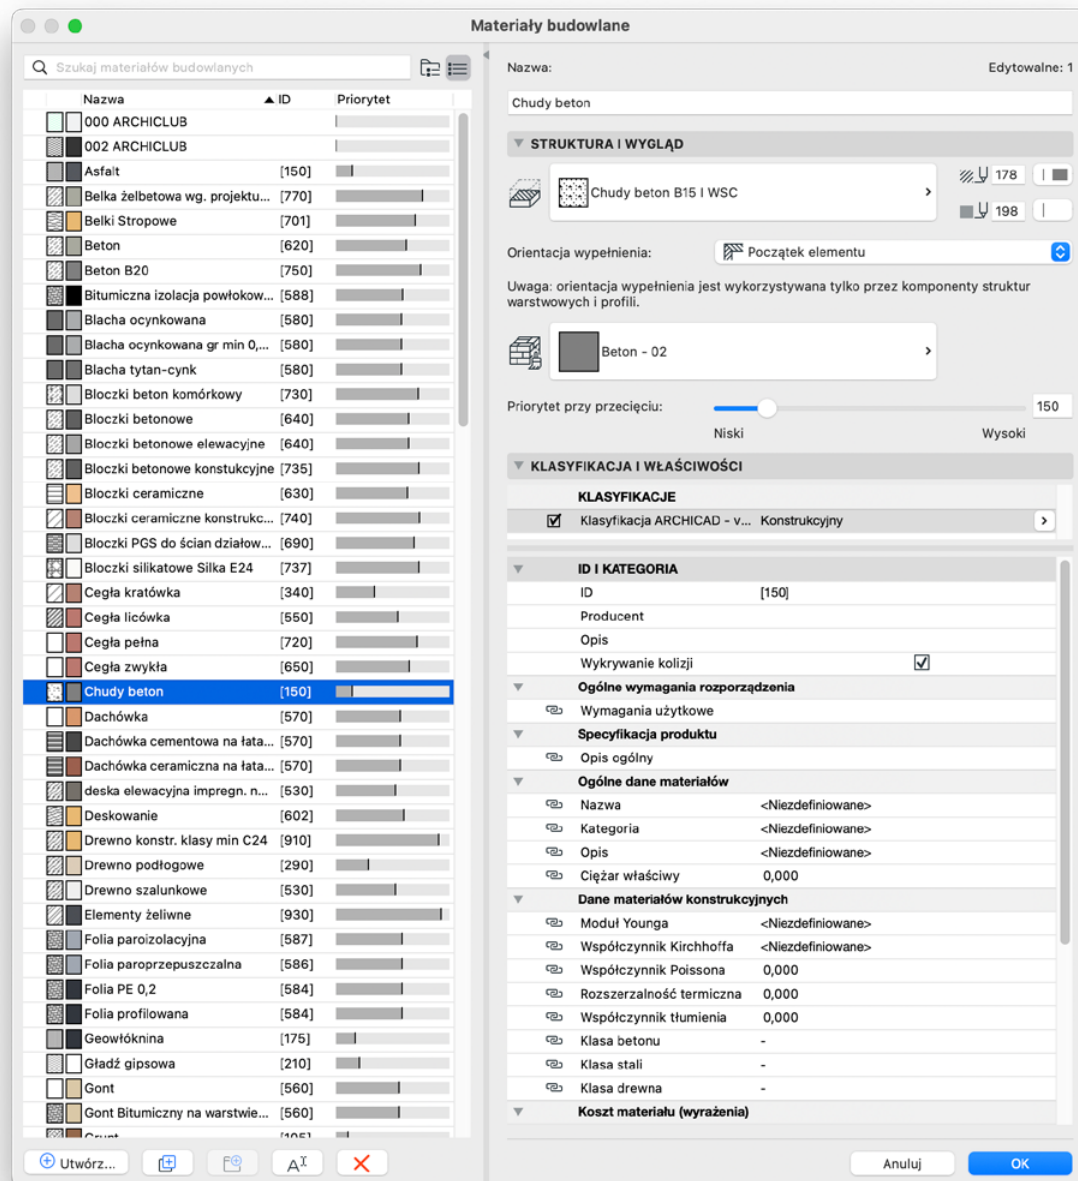 Materiały budowlane
Szukaj materiałów budowlanych
Nazwa ID Priorytet
000 ARCHICLUB
002 ARCHICLUB
Asfalt [150]
Belka żelbetowa wg. projektu... [770]
Belki Stropowe [701]
Beton [620]
Beton B20 [750]
Bitumiczna izolacja powłokow... [588]
Blacha ocynkowana [580]
Blacha ocynkowana gr min 0,... [580]
Blacha tytan-cynk [580]
Bloczki beton komórkowy [730]
Bloczki betonowe [640]
Bloczki betonowe elewacyjne [640]
Bloczki betonowe konstukcyjne [735]
Bloczki ceramiczne [630]
Bloczki ceramiczne konstrukc... [740]
Bloczki PGS do ścian działow... [690]
Bloczki silikatowe Silka E24 [737]
Cegła kratówka [340]
Cegła licówka [550]
Cegła pełna [720]
Cegła zwykła [650]
Chudy beton [150]
Dachówka [570]
Dachówka cementowa na łata... [570]
Dachówka ceramiczna na łata... [570]
deska elewacyjna impregn. n... [530]
Deskowanie [602]
Drewno konstr. klasy min C24 [910]
Drewno podłogowe [290]
Drewno szalunkowe [530]
Elementy żeliwne [930]
Folia paroizolacyjna [587]
Folia paroprzepuszczalna [586]
Folia PE 0,2 [584]
Folia profilowana [584]
Geowłóknina [175]
Gładź gipsowa [210]
Gont [560]
Gont Bitumiczny na warstwie... [560]
Grunt [105]
Utwórz...
Nazwa: Edytowalne: 1
Chudy beton
STRUKTURA I WYGLĄD
Chudy beton B15 I WSC
178
198
Orientacja wypełnienia: Początek elementu
Uwaga: orientacja wypełnienia jest wykorzystywana tylko przez komponenty struktur
warstwowych i profili.
Beton - 02
Priorytet przy przecięciu: 150
Niski Wysoki
KLASYFIKACJA I WŁAŚCIWOŚCI
KLASYFIKACJE
Klasyfikacja ARCHICAD - v... Konstrukcyjny
ID I KATEGORIA
ID [150]
Producent
Opis
Wykrywanie kolizji
Ogólne wymagania rozporządzenia
Wymagania użytkowe
Specyfikacja produktu
Opis ogólny
Ogólne dane materiałów
Nazwa <Niezdefiniowane>
Kategoria <Niezdefiniowane>
Opis <Niezdefiniowane>
Ciężar właściwy 0,000
Dane materiałów konstrukcyjnych
Moduł Younga <Niezdefiniowane>
Współczynnik Kirchhoffa <Niezdefiniowane>
Współczynnik Poissona 0,000
Rozszerzalność termiczna 0,000
Współczynnik tłumienia 0,000
Klasa betonu -
Klasa stali -
Klasa drewna -
Koszt materiału (wyrażenia)
Anuluj OK